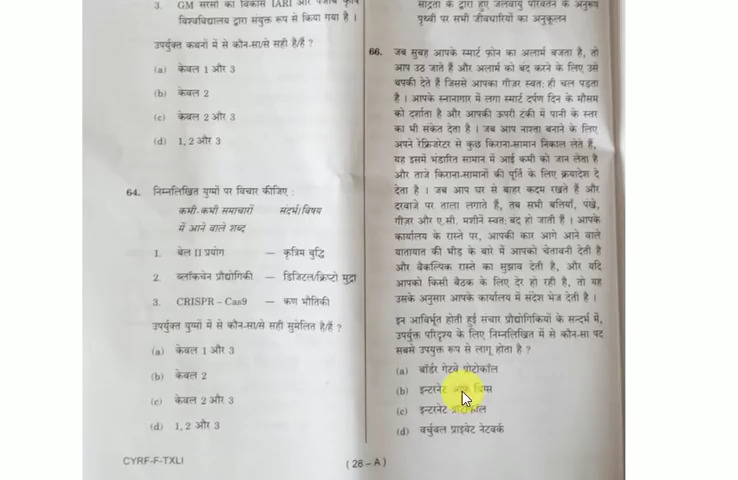 3. GM सरसों का विकास IARI और पंजाब कृषि
विश्वविद्यालय द्वारा संयुक्त रूप से किया गया है ।
उपर्युक्त कथनों में से कौन-सा/से सही है/हैं ?
(a) केवल 1 और 3
(b) केवल 2
(c) केवल 2 और 3
(d) 1, 2 और 3
64. निम्नलिखित युग्मों पर विचार कीजिए :
कभी-कभी समाचारों संदर्भ/विषय
में आने वाले शब्द
1. बेल II प्रयोग — कृत्रिम बुद्धि
2. ब्लॉकचेन प्रौद्योगिकी — डिजिटल/क्रिप्टो मुद्रा
3. CRISPR – Cas9 — कण भौतिकी
उपर्युक्त युग्मों में से कौन-सा/से सही सुमेलित है/हैं ?
(a) केवल 1 और 3
(b) केवल 2
(c) केवल 2 और 3
(d) 1, 2 और 3
CYRF-F-TXLI
( 28 – A )
सांद्रता के द्वारा हुए जलवायु परिवर्तन के अनुरूप
पृथ्वी पर सभी जीवधारियों का अनुकूलन
66. जब सुबह आपके स्मार्ट फ़ोन का अलार्म बजता है, तो
आप उठ जाते हैं और अलार्म को बंद करने के लिए उसे
थपकी देते हैं जिससे आपका गीज़र स्वतः ही चल पड़ता
है । आपके स्नानागार में लगा स्मार्ट दर्पण दिन के मौसम
को दर्शाता है और आपकी ऊपरी टंकी में पानी के स्तर
का भी संकेत देता है । जब आप नाश्ता बनाने के लिए
अपने रेफ्रिजरेटर से कुछ किराना-सामान निकाल लेते हैं,
यह इसमें भंडारित सामान में आई कमी को जान लेता है
और ताजे किराना-सामानों की पूर्ति के लिए क्रयादेश दे
देता है । जब आप घर से बाहर कदम रखते हैं और
दरवाजे पर ताला लगाते हैं, तब सभी बत्तियाँ, पंखे,
गीज़र और ए.सी. मशीनें स्वतः बंद हो जाती हैं । आपके
कार्यालय के रास्ते पर, आपकी कार आगे आने वाले
यातायात की भीड़ के बारे में आपको चेतावनी देती है
और वैकल्पिक रास्ते का सुझाव देती है, और यदि
आपको किसी बैठक के लिए देर हो रही है, तो यह
उसके अनुसार आपके कार्यालय में संदेश भेज देती है ।
इन आविर्भूत होती हुई संचार प्रौद्योगिकियों के सन्दर्भ में,
उपर्युक्त परिदृश्य के लिए निम्नलिखित में से कौन-सा पद
सबसे उपयुक्त रूप से लागू होता है ?
(a) बॉर्डर गेटवे प्रोटोकॉल
(b) इन्टरनेट ऑफ थिंग्स
(c) इन्टरनेट प्रोटोकॉल
(d) वर्चुअल प्राइवेट नेटवर्क